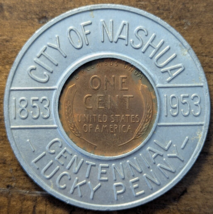 CITY OF NASHUA
1853
1953
ONE
CENT
UNITED STATES
OF AMERICA
CENTENNIAL
LUCKY PENNY